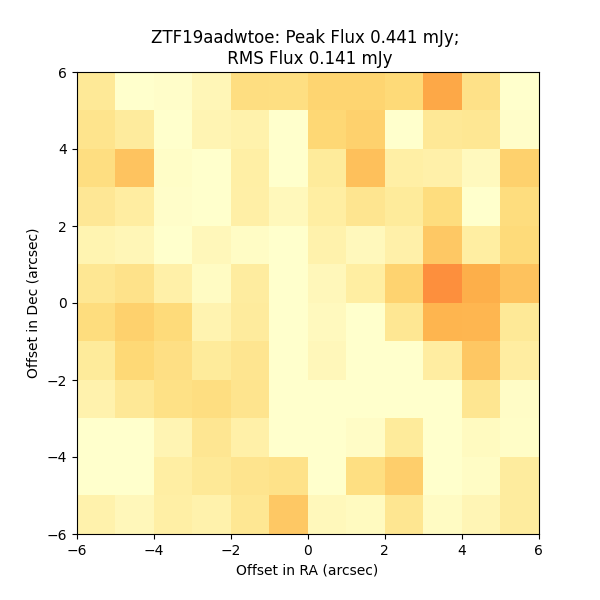 ZTF19aadwtoe: Peak Flux 0.441 mJy;
RMS Flux 0.141 mJy
6
4
2
0
−2
−4
−6
Offset in Dec (arcsec)
−6 −4 −2 0 2 4 6
Offset in RA (arcsec)